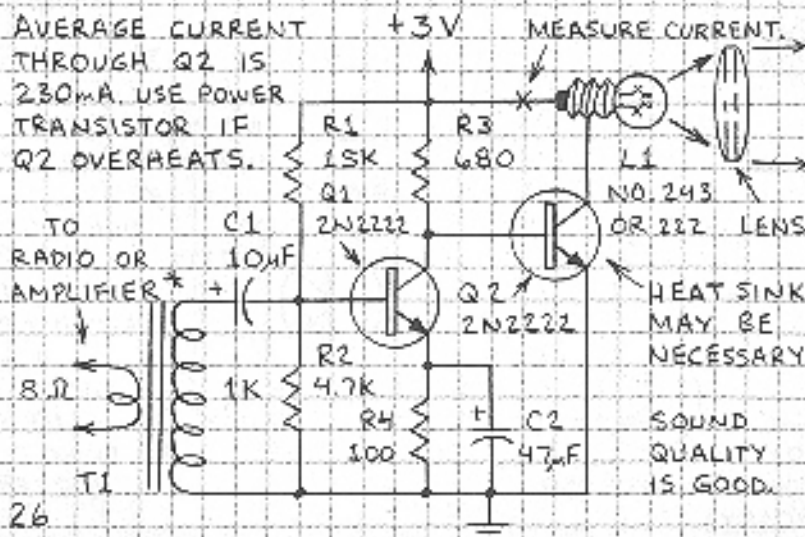 AVERAGE CURRENT
THROUGH Q2 IS
230mA. USE POWER
TRANSISTOR IF
Q2 OVERHEATS.
+3V
MEASURE CURRENT.
R1
15K
R3
680
Q1
2N2222
L1
NO. 243
OR 222
LENS
TO
RADIO OR
AMPLIFIER*
C1
+
10µF
Q2
2N2222
HEAT SINK
MAY BE
NECESSARY
8Ω
1K
R2
4.7K
R4
100
+
C2
47µF
SOUND
QUALITY
IS GOOD.
T1
26